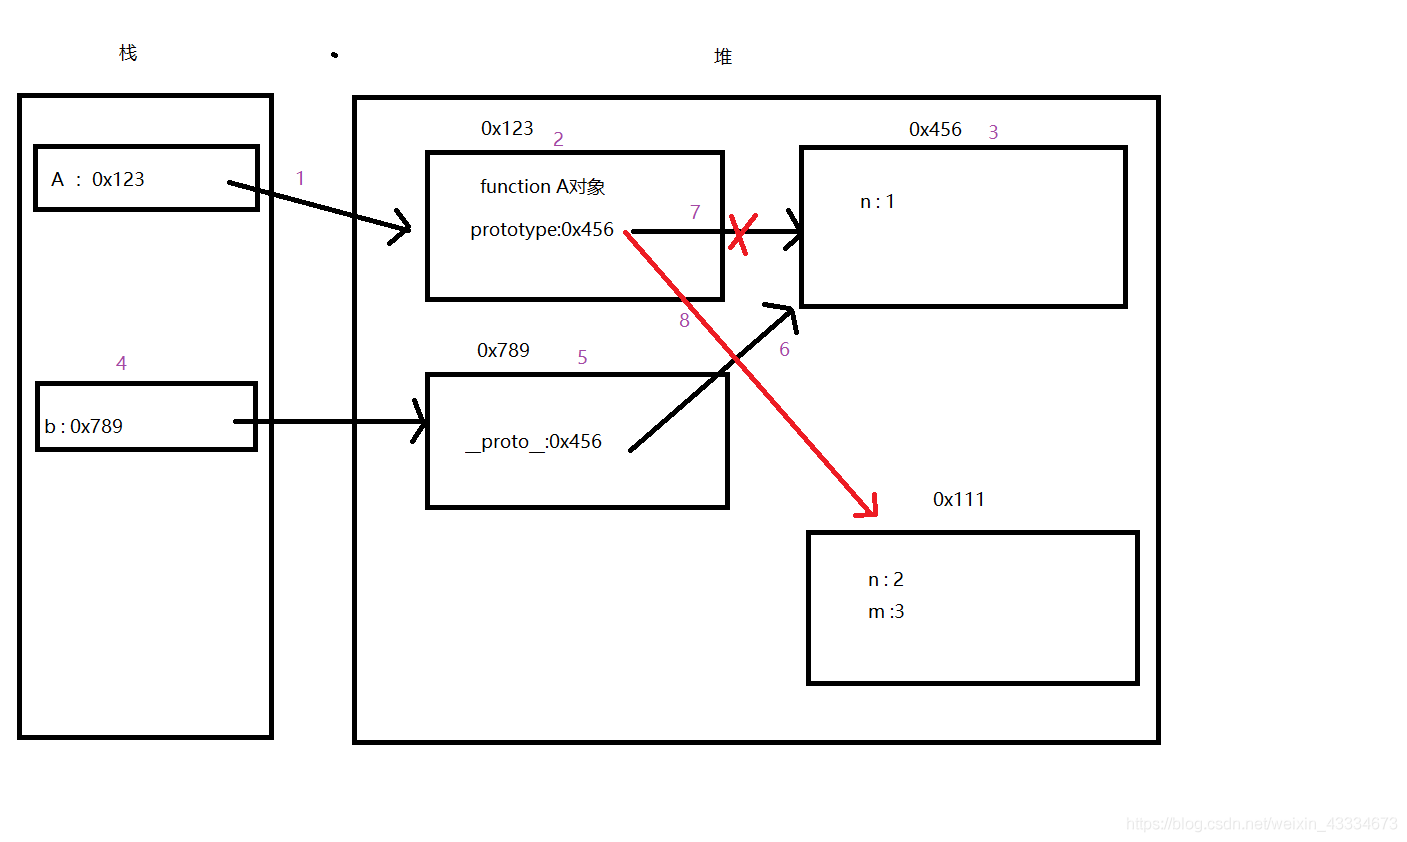 栈
堆
0x123
2
0x456
3
A : 0x123
1
function A对象
prototype:0x456
7
n : 1
8
4
0x789
5
6
b : 0x789
__proto__:0x456
0x111
n : 2
m :3
https://blog.csdn.net/weixin_43334673